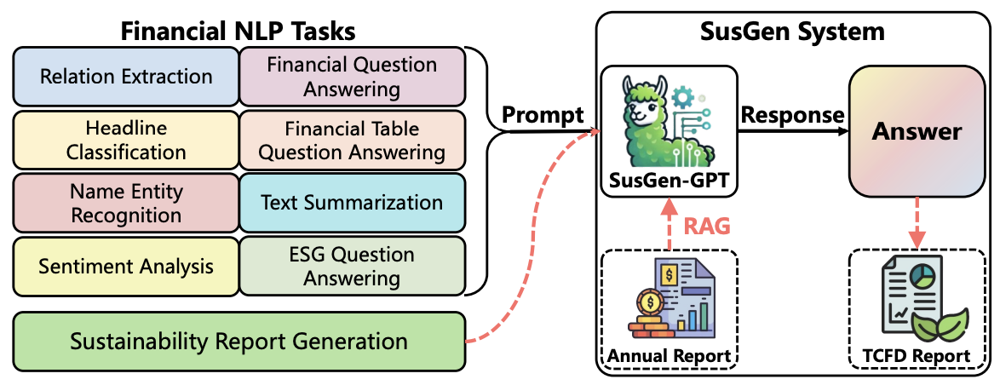 Financial NLP Tasks
Relation Extraction
Financial Question
Answering
Headline
Classification
Financial Table
Question Answering
Name Entity
Recognition
Text Summarization
Sentiment Analysis
ESG Question
Answering
Sustainability Report Generation
Prompt
SusGen System
SusGen-GPT
Response
Answer
RAG
$
$
Annual Report
TCFD Report